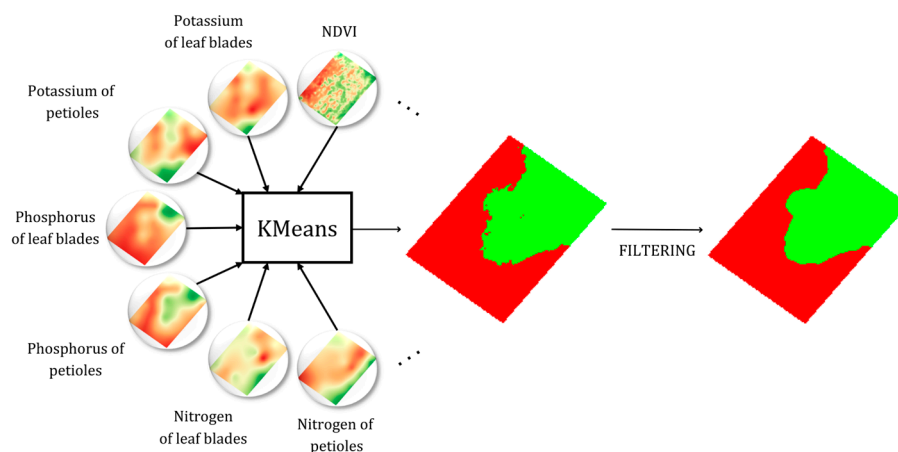 Potassium
of leaf blades
NDVI
Potassium of
petioles
. . .
Phosphorus
of leaf blades
KMeans
FILTERING
Phosphorus of
petioles
. . .
Nitrogen
of leaf blades
Nitrogen of
petioles